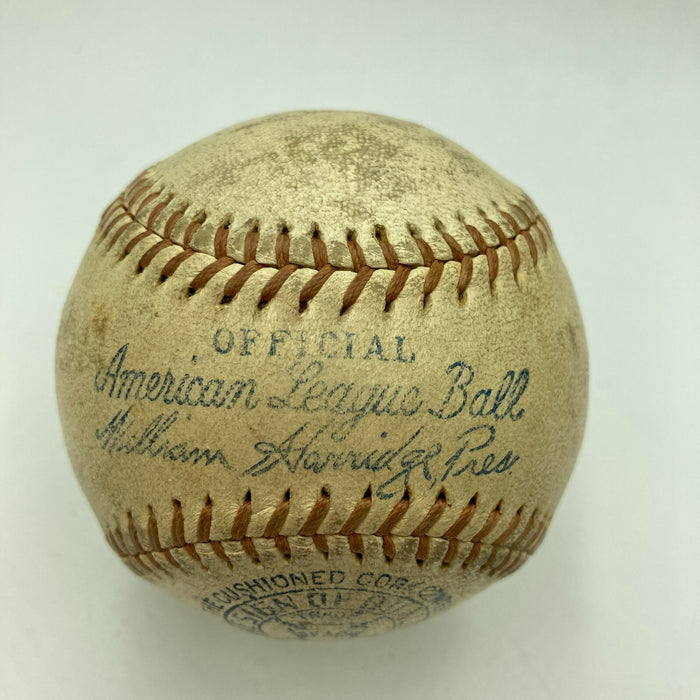 OFFICIAL
American League Ball
William Harridge, Pres.
CUSHIONED CORK